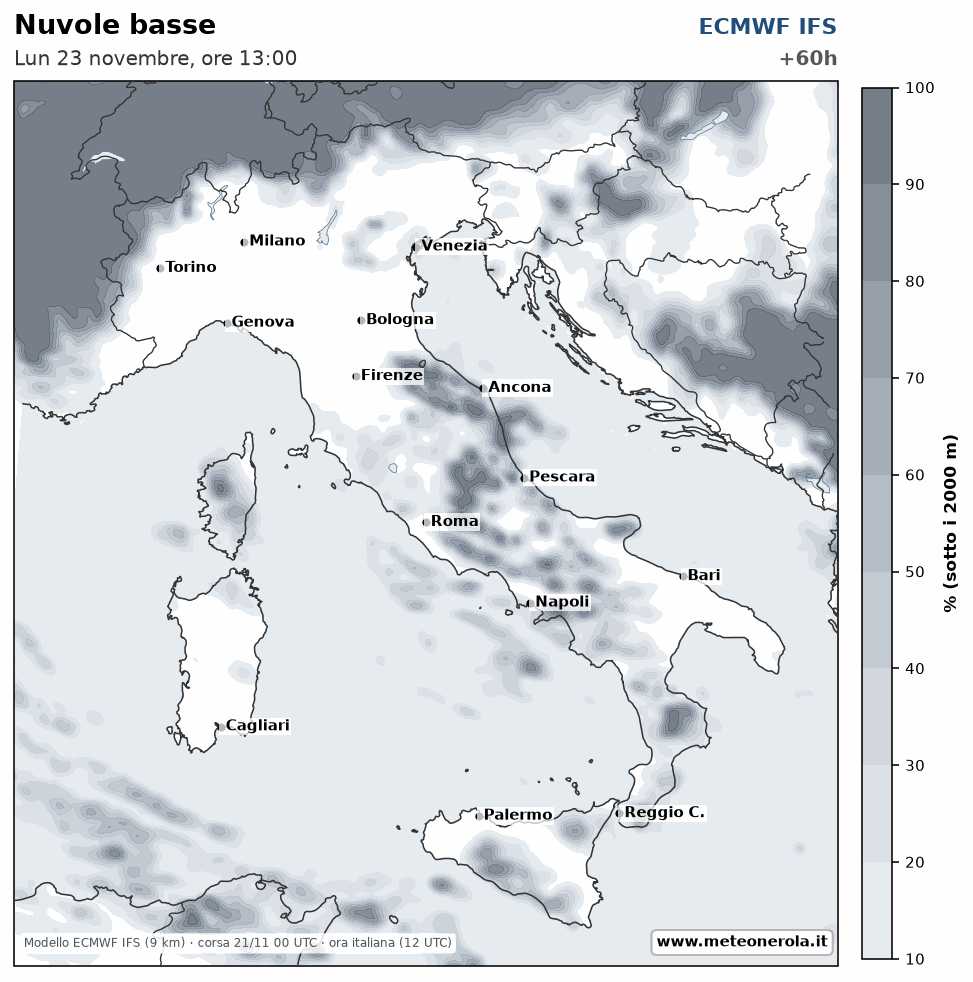 Nuvole basse
ECMWF IFS
Lun 23 novembre, ore 13:00
+60h
Milano
Venezia
Torino
Genova
Bologna
Firenze
Ancona
Pescara
Roma
Bari
Napoli
Cagliari
Palermo
Reggio C.
Modello ECMWF IFS (9 km) · corsa 21/11 00 UTC · ora italiana (12 UTC)
www.meteonerola.it
100
90
80
70
60
50
40
30
20
10
% (sotto i 2000 m)